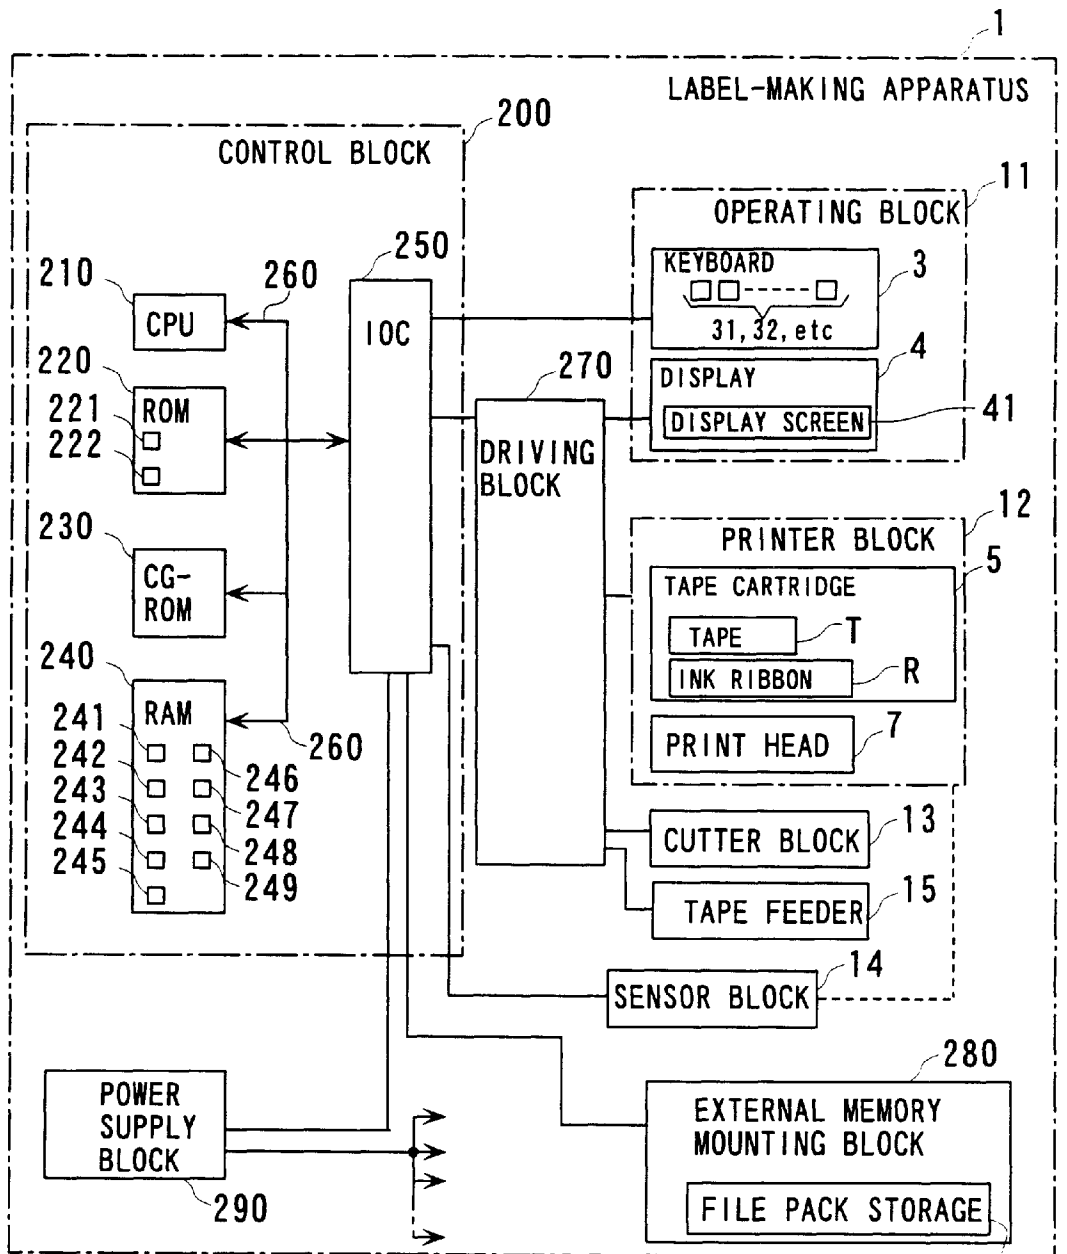 1
LABEL-MAKING APPARATUS
200
CONTROL BLOCK
11
OPERATING BLOCK
250
210
260
CPU
IOC
KEYBOARD
3
31, 32, etc
220
ROM
221
222
270
DRIVING
BLOCK
4
DISPLAY
DISPLAY SCREEN
41
230
CG-
ROM
12
PRINTER BLOCK
5
TAPE CARTRIDGE
TAPE
T
INK RIBBON
R
PRINT HEAD
7
240
RAM
260
241
242
243
244
245
246
247
248
249
CUTTER BLOCK
13
TAPE FEEDER
15
SENSOR BLOCK
14
POWER
SUPPLY
BLOCK
290
280
EXTERNAL MEMORY
MOUNTING BLOCK
FILE PACK STORAGE